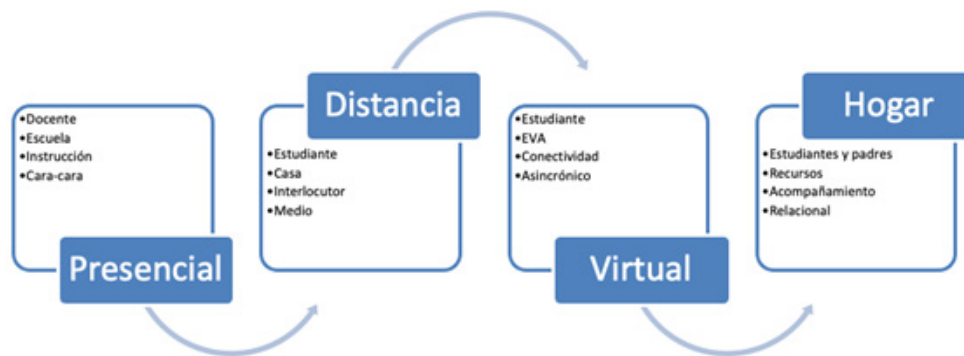 •Docente
•Escuela
•Instrucción
•Cara-cara
Presencial
Distancia
•Estudiante
•Casa
•Interlocutor
•Medio
•Estudiante
•EVA
•Conectividad
•Asincrónico
Virtual
Hogar
•Estudiantes y padres
•Recursos
•Acompañamiento
•Relacional